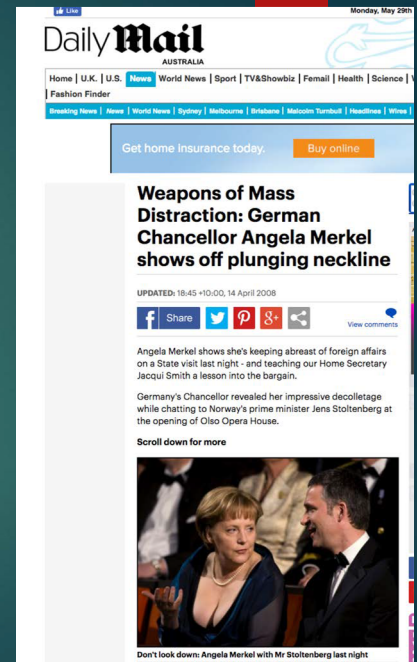 Like
Monday, May 29th
Daily Mail
AUSTRALIA
Home | U.K. | U.S. News World News | Sport | TV&Showbiz | Femail | Health | Science |
| Fashion Finder
Breaking News | News | World News | Sydney | Melbourne | Brisbane | Malcolm Turnbull | Headlines | Wires |
Get home insurance today. Buy online
Weapons of Mass
Distraction: German
Chancellor Angela Merkel
shows off plunging neckline
UPDATED: 18:45 +10:00, 14 April 2008
Share
View comments
Angela Merkel shows she's keeping abreast of foreign affairs
on a State visit last night - and teaching our Home Secretary
Jacqui Smith a lesson into the bargain.
Germany's Chancellor revealed her impressive decolletage
while chatting to Norway's prime minister Jens Stoltenberg at
the opening of Olso Opera House.
Scroll down for more
Don't look down: Angela Merkel with Mr Stoltenberg last night